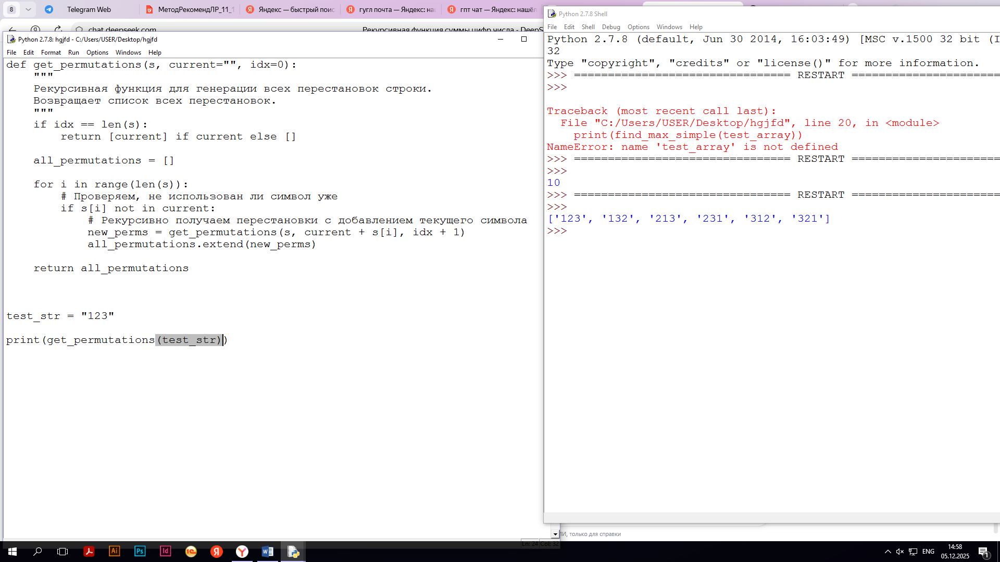 8
Telegram Web
МетодРекомендЛР_11_1
Яндекс — быстрый поис
гугл почта — Яндекс: на
гпт чат — Яндекс: нашёл
chat.deepseek.com
Рекурсивная функция суммы цифр числа - DeepS
Python 2.7.8: hgjfd - C:/Users/USER/Desktop/hgjfd
File Edit Format Run Options Windows Help
def get_permutations(s, current="", idx=0):
    """
    Рекурсивная функция для генерации всех перестановок строки.
    Возвращает список всех перестановок.
    """
    if idx == len(s):
        return [current] if current else []
    all_permutations = []
    for i in range(len(s)):
        # Проверяем, не использован ли символ уже
        if s[i] not in current:
            # Рекурсивно получаем перестановки с добавлением текущего символа
            new_perms = get_permutations(s, current + s[i], idx + 1)
            all_permutations.extend(new_perms)
    return all_permutations
test_str = "123"
print(get_permutations(test_str))
Ln: 24 Col: 32
Python 2.7.8 Shell
File Edit Shell Debug Options Windows Help
Python 2.7.8 (default, Jun 30 2014, 16:03:49) [MSC v.1500 32 bit (I
32
Type "copyright", "credits" or "license()" for more information.
>>> ================================ RESTART ======================
>>>
Traceback (most recent call last):
  File "C:/Users/USER/Desktop/hgjfd", line 20, in <module>
    print(find_max_simple(test_array))
NameError: name 'test_array' is not defined
>>> ================================ RESTART ======================
>>>
10
>>> ================================ RESTART ======================
>>>
['123', '132', '213', '231', '312', '321']
>>>
ИИ, только для справки
Ai
Ps
Id
ENG
14:58
05.12.2025
1